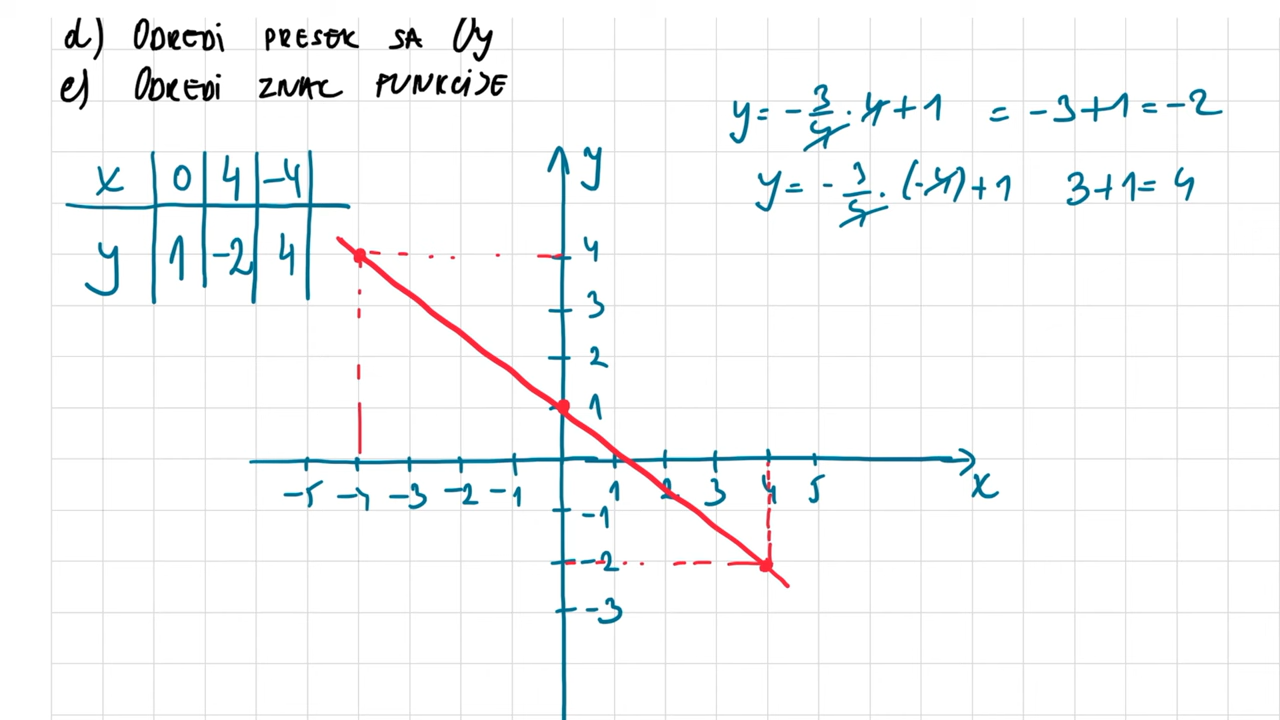 d) ODREDI PRESEK SA Oy
e) ODREDI ZNAK FUNKCIJE
y = -3/4 · 4 + 1 = -3+1 = -2
y = -3/4 · (-4) + 1 3+1 = 4
x 0 4 -4
y 1 -2 4
y
4
3
2
1
-5 -4 -3 -2 -1 1 2 3 4 5 x
-1
-2
-3